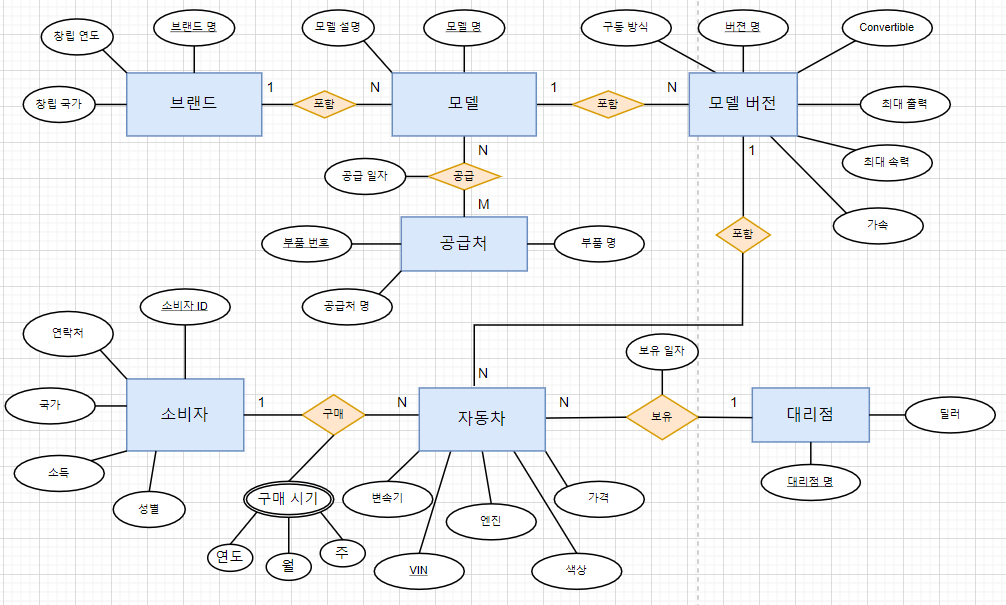 창립 연도
브랜드 명
모델 설명
모델 명
구동 방식
버젼 명
Convertible
창립 국가
브랜드
1
포함
N
모델
1
포함
N
모델 버전
최대 출력
N
1
최대 속력
공급 일자
공급
M
가속
부품 번호
공급처
부품 명
포함
공급처 명
소비자 ID
연락처
보유 일자
N
국가
소비자
1
구매
N
자동차
N
보유
1
대리점
딜러
소득
성별
구매 시기
변속기
엔진
가격
대리점 명
연도
월
주
VIN
색상